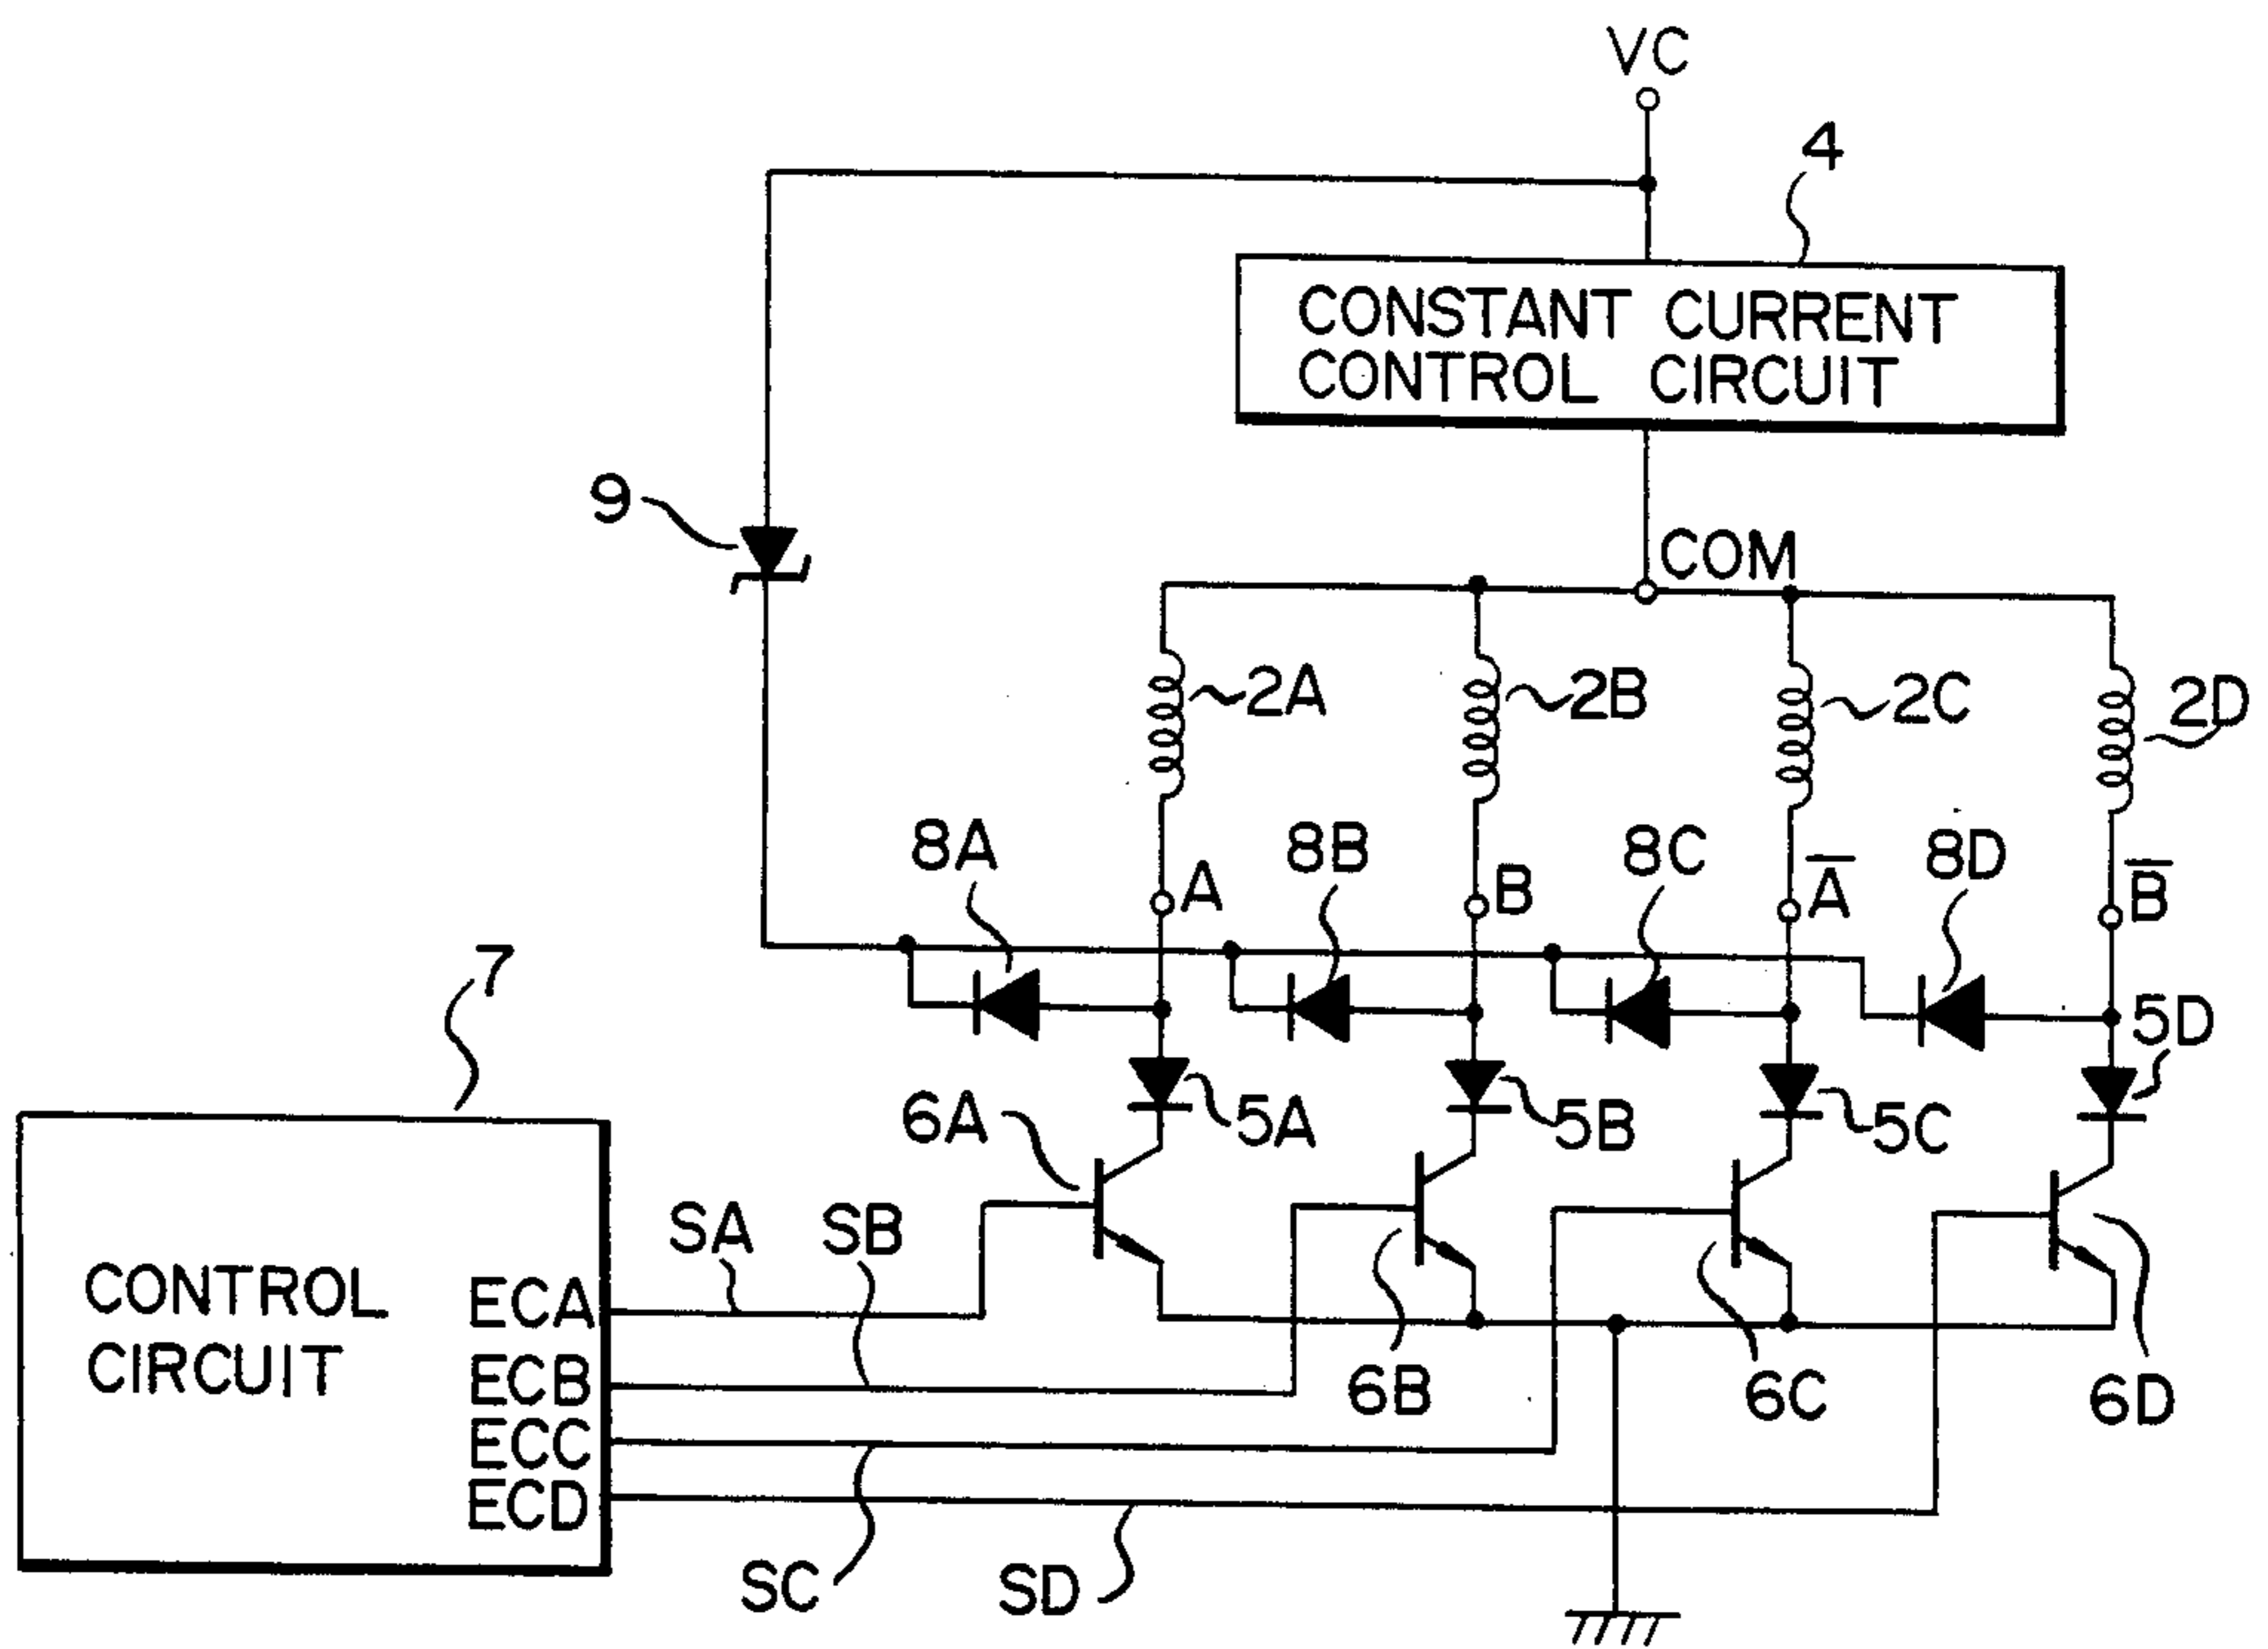 VC
4
CONSTANT CURRENT
CONTROL CIRCUIT
9
COM
2A
2B
2C
2D
8A
8B
8C
8D
A
B
A̅
B̅
7
5D
6A
5A
5B
5C
SA
SB
CONTROL
CIRCUIT
ECA
ECB
ECC
ECD
6B
6C
6D
SC
SD